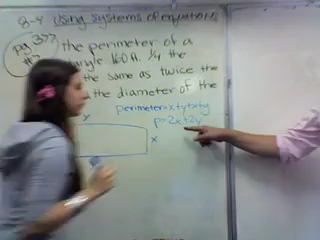 8-4 Using systems of equations
pg 377
#7
the perimeter of a
angle 160 ft. 1/4 the
the same as twice the
the diameter of the
perimeter=x+y+x+y
P=2x+2y
y
x